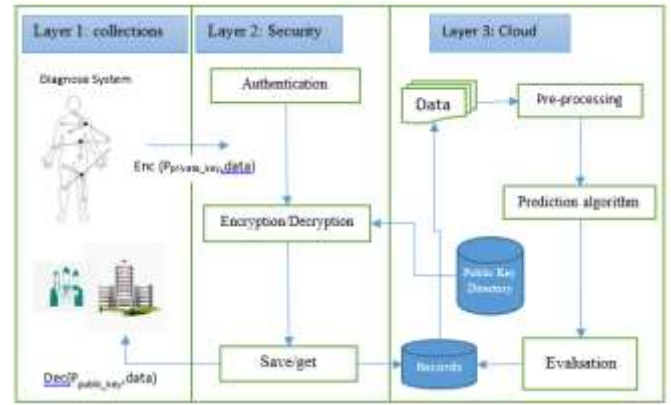 Layer 1: collections
Layer 2: Security
Layer 3: Cloud
Diagnose System
Authentication
Data
Pre-processing
Enc (Pprivate_key,data)
Prediction algorithm
Encryption/Decryption
Public Key
Directory
Save/get
Records
Evaluation
Dec(Ppublic_key,data)